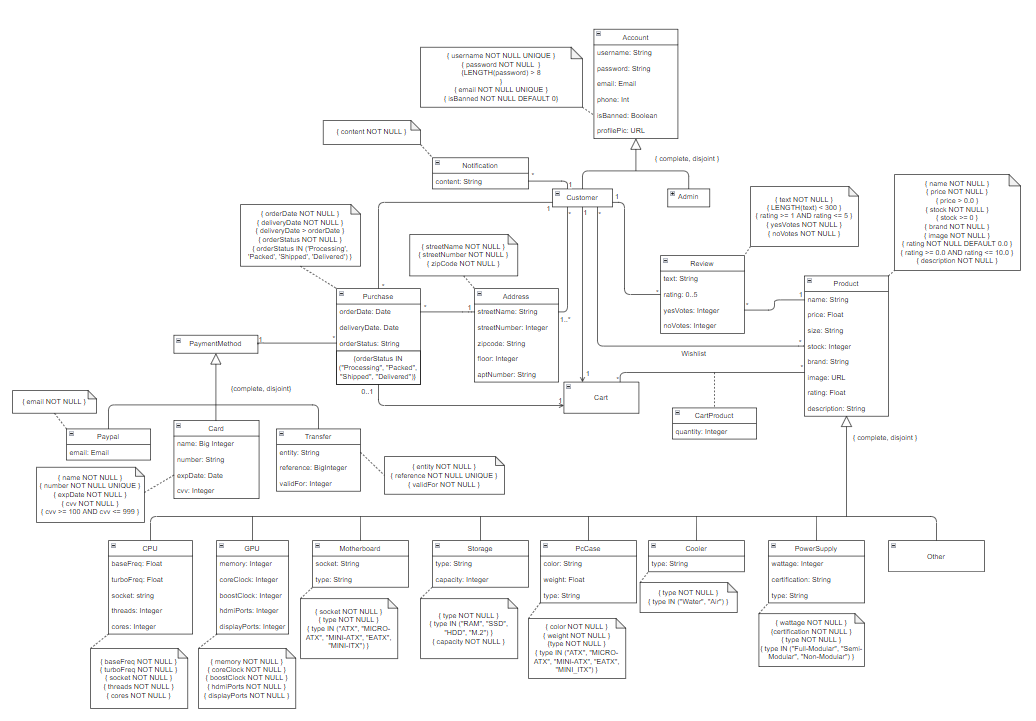 Account
username: String
password: String
email: Email
phone: Int
isBanned: Boolean
profilePic: URL
{ username NOT NULL UNIQUE }
{ password NOT NULL }
{LENGTH(password) > 8
}
{ email NOT NULL UNIQUE }
{ isBanned NOT NULL DEFAULT 0}
{ content NOT NULL }
{ complete, disjoint }
Notification
content: String
*
1
Customer
Admin
1
*
1
1
{ text NOT NULL }
{ LENGTH(text) < 300 }
{ rating >= 1 AND rating <= 5 }
{ yesVotes NOT NULL }
{ noVotes NOT NULL }
{ name NOT NULL }
{ price NOT NULL }
{ price > 0.0 }
{ stock NOT NULL }
{ stock >= 0 }
{ brand NOT NULL }
{ image NOT NULL }
{ rating NOT NULL DEFAULT 0.0 }
{ rating >= 0.0 AND rating <= 10.0 }
{ description NOT NULL }
{ orderDate NOT NULL }
{ deliveryDate NOT NULL }
{ deliveryDate > orderDate }
{ orderStatus NOT NULL }
{ orderStatus IN ('Processing',
'Packed', 'Shipped', 'Delivered') }
{ streetName NOT NULL }
{ streetNumber NOT NULL }
{ zipCode NOT NULL }
Review
text: String
rating: 0..5
yesVotes: Integer
noVotes: Integer
*
*
1
Product
name: String
price: Float
size: String
stock: Integer
brand: String
image: URL
rating: Float
description: String
*
*
*
Purchase
orderDate: Date
deliveryDate: Date
orderStatus: String
{orderStatus IN
("Processing", "Packed",
"Shipped", "Delivered")}
*
1
Address
streetName: String
streetNumber: Integer
zipcode: String
floor: Integer
aptNumber: String
1..*
PaymentMethod
1
*
Wishlist
*
0..1
1
1
Cart
*
CartProduct
quantity: Integer
{complete, disjoint}
{ complete, disjoint }
{ email NOT NULL }
Paypal
email: Email
Card
name: Big Integer
number: String
expDate: Date
cvv: Integer
Transfer
entity: String
reference: BigInteger
validFor: Integer
{ entity NOT NULL }
{ reference NOT NULL UNIQUE }
{ validFor NOT NULL }
{ name NOT NULL }
{ number NOT NULL UNIQUE }
{ expDate NOT NULL }
{ cvv NOT NULL }
{ cvv >= 100 AND cvv <= 999 }
CPU
baseFreq: Float
turboFreq: Float
socket: string
threads: Integer
cores: Integer
GPU
memory: Integer
coreClock: Integer
boostClock: Integer
hdmiPorts: Integer
displayPorts: Integer
Motherboard
socket: String
type: String
Storage
type: String
capacity: Integer
PcCase
color: String
weight: Float
type: String
Cooler
type: String
PowerSupply
wattage: Integer
certification: String
type: String
Other
{ baseFreq NOT NULL }
{ turboFreq NOT NULL }
{ socket NOT NULL }
{ threads NOT NULL }
{ cores NOT NULL }
{ memory NOT NULL }
{ coreClock NOT NULL }
{ boostClock NOT NULL }
{ hdmiPorts NOT NULL }
{ displayPorts NOT NULL }
{ socket NOT NULL }
{ type NOT NULL }
{ type IN ("ATX", "MICRO-
ATX", "MINI-ATX", "EATX",
"MINI-ITX") }
{ type NOT NULL }
{ type IN ("RAM", "SSD",
"HDD", "M.2") }
{ capacity NOT NULL }
{ color NOT NULL }
{ weight NOT NULL }
{type NOT NULL }
{ type IN ("ATX", "MICRO-
ATX", "MINI-ATX", "EATX",
"MINI_ITX") }
{ type NOT NULL }
{ type IN ("Water", "Air") }
{ wattage NOT NULL }
{certification NOT NULL }
{ type NOT NULL }
{ type IN ("Full-Modular", "Semi-
Modular", "Non-Modular") }